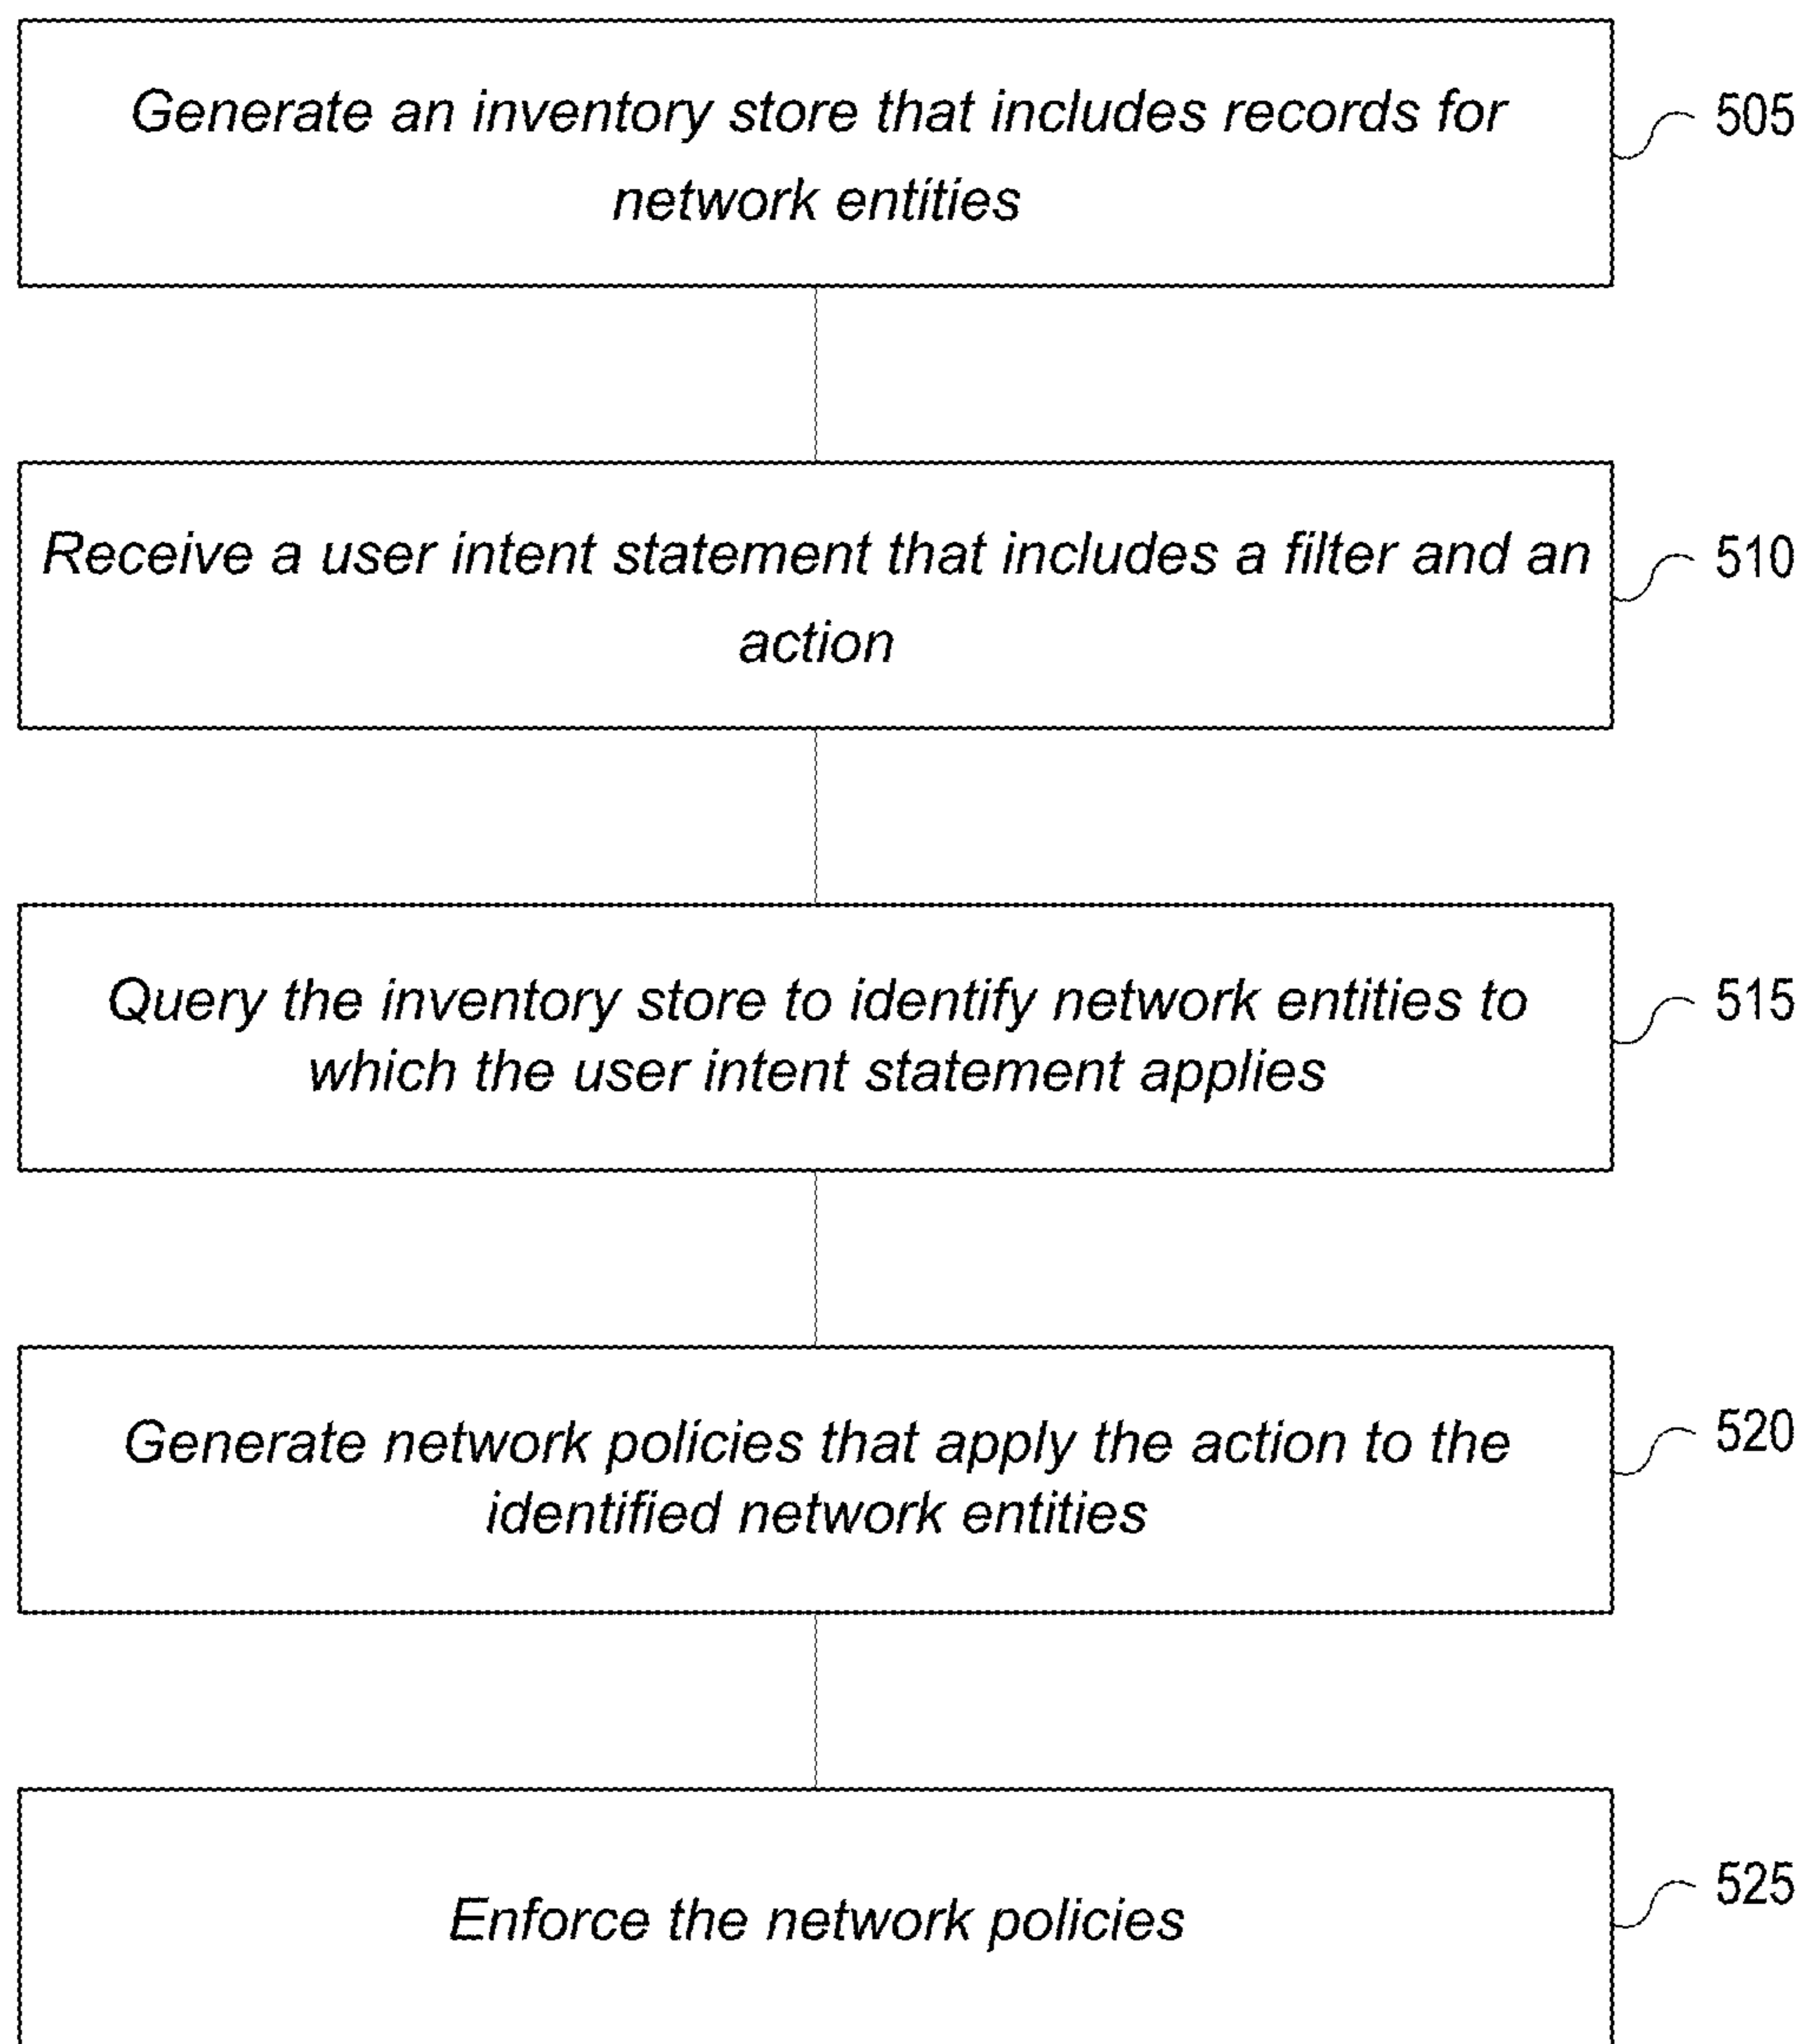 Generate an inventory store that includes records for
network entities
505
Receive a user intent statement that includes a filter and an
action
510
Query the inventory store to identify network entities to
which the user intent statement applies
515
Generate network policies that apply the action to the
identified network entities
520
Enforce the network policies
525